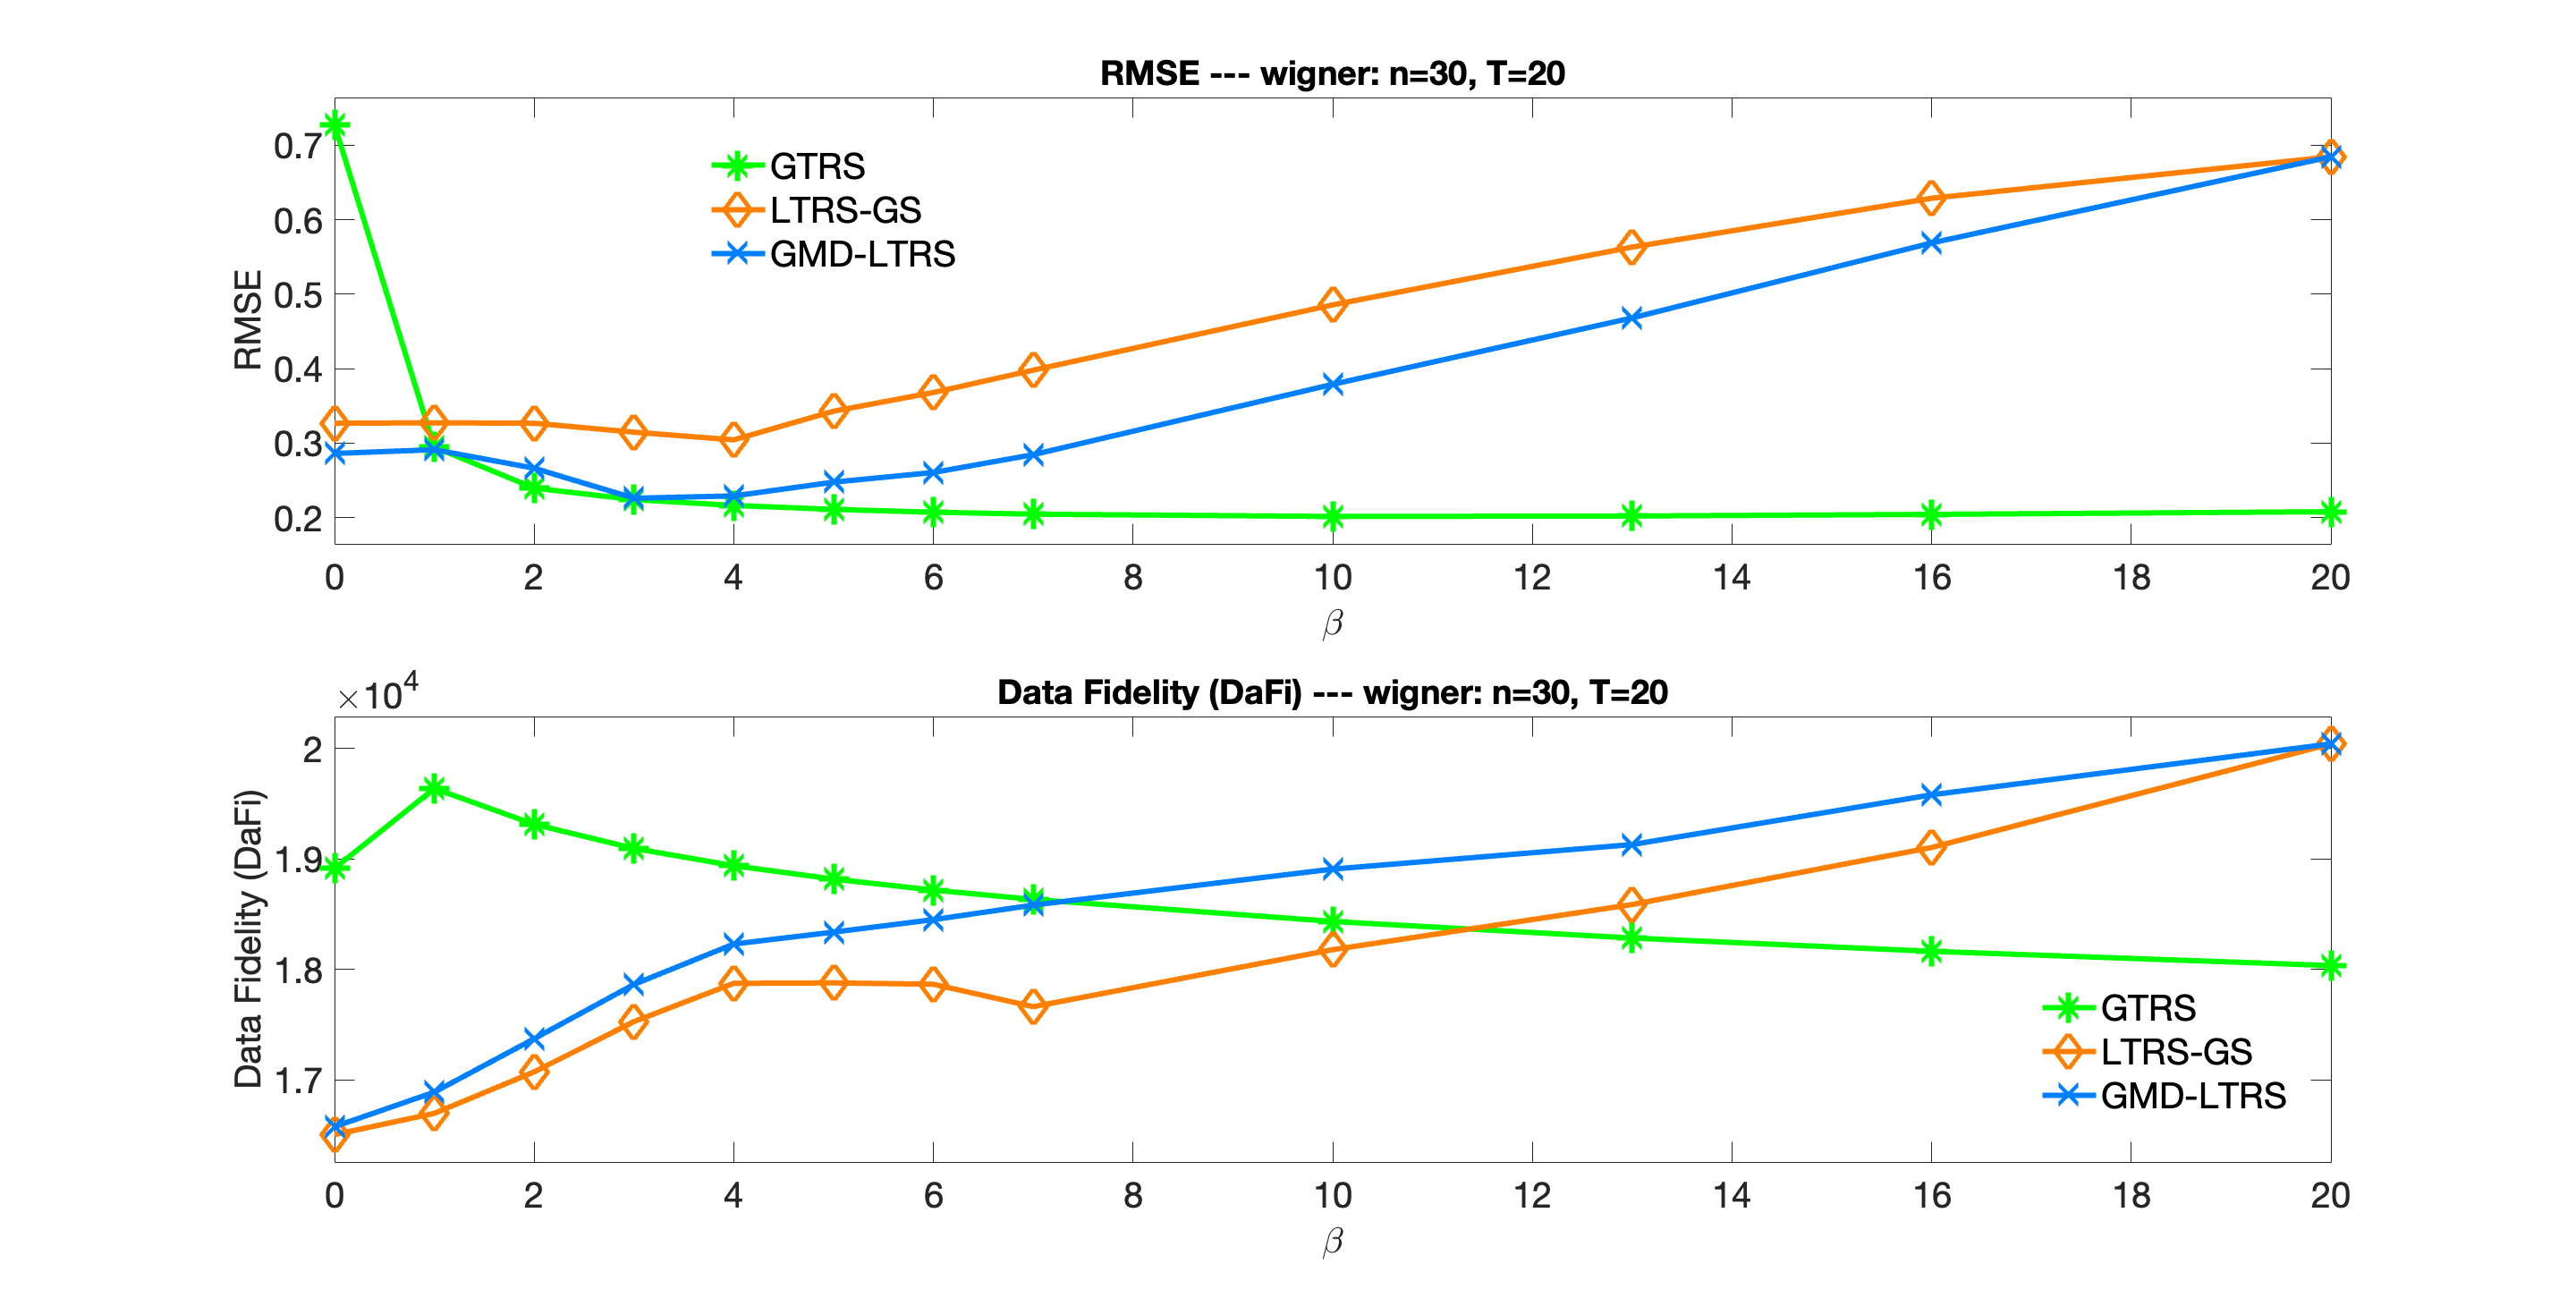 RMSE --- wigner: n=30, T=20
RMSE
0.7
0.6
0.5
0.4
0.3
0.2
GTRS
LTRS-GS
GMD-LTRS
0 2 4 6 8 10 12 14 16 18 20
β
×10^4
Data Fidelity (DaFi) --- wigner: n=30, T=20
Data Fidelity (DaFi)
2
1.9
1.8
1.7
GTRS
LTRS-GS
GMD-LTRS
0 2 4 6 8 10 12 14 16 18 20
β